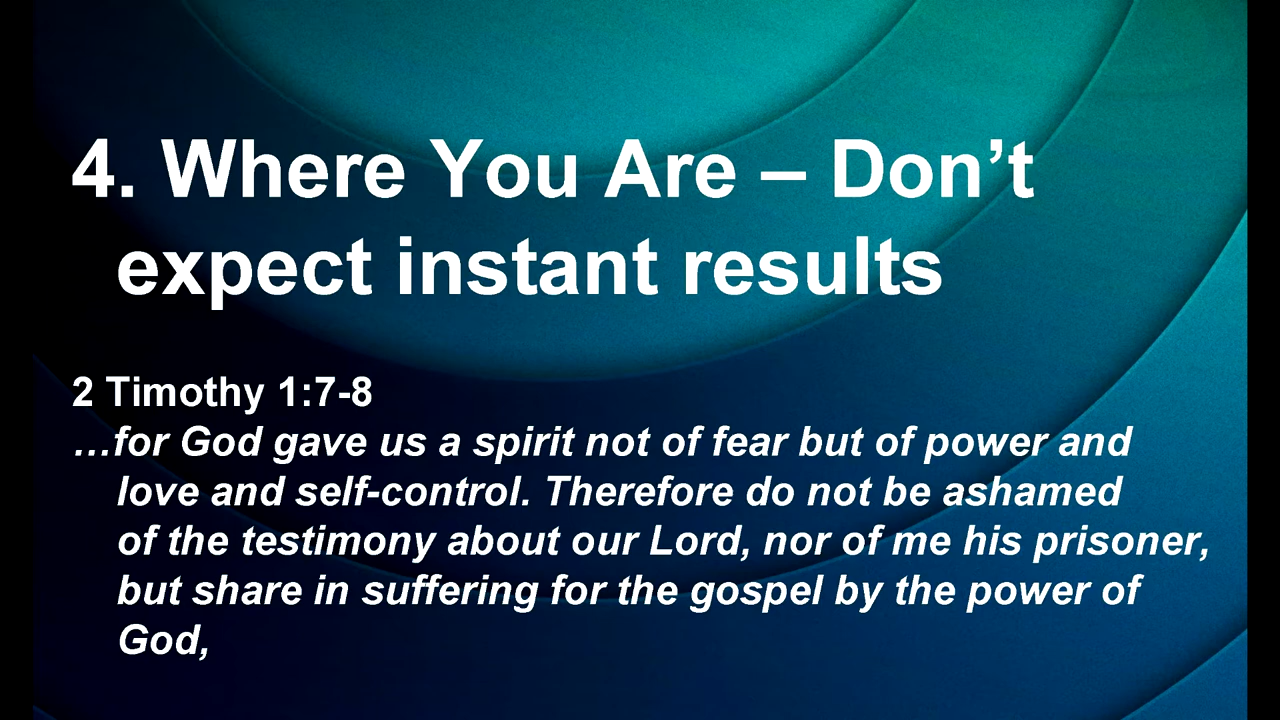 4. Where You Are – Don’t
expect instant results
2 Timothy 1:7-8
…for God gave us a spirit not of fear but of power and
love and self-control. Therefore do not be ashamed
of the testimony about our Lord, nor of me his prisoner,
but share in suffering for the gospel by the power of
God,